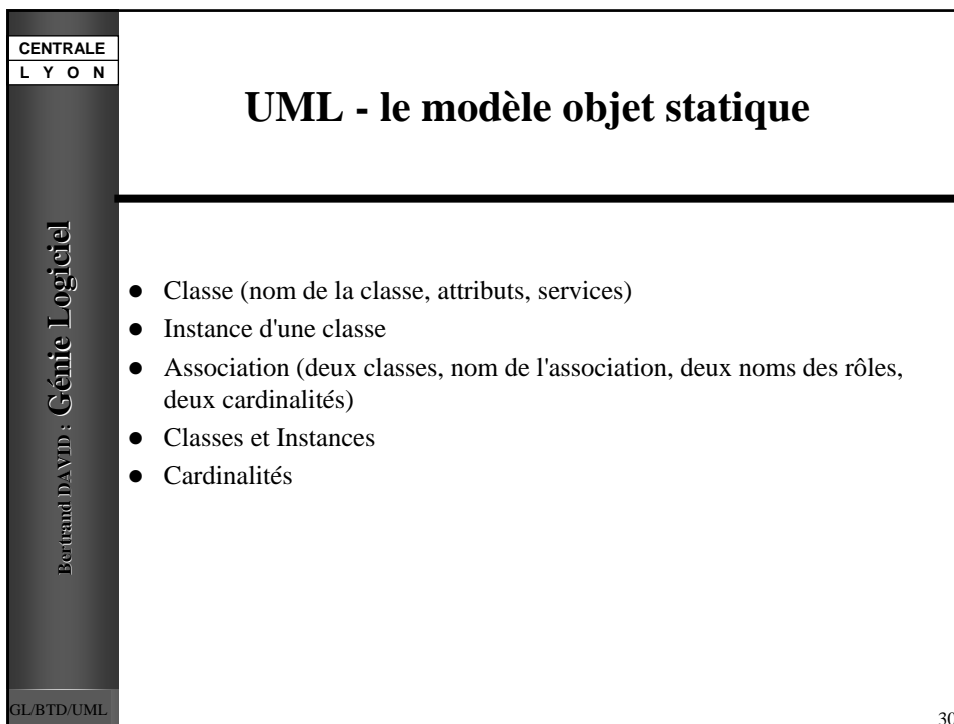 CENTRALE
L Y O N
UML - le modèle objet statique
Bertrand DAVID : Génie Logiciel
● Classe (nom de la classe, attributs, services)
● Instance d'une classe
● Association (deux classes, nom de l'association, deux noms des rôles,
deux cardinalités)
● Classes et Instances
● Cardinalités
GL/BTD/UML
30